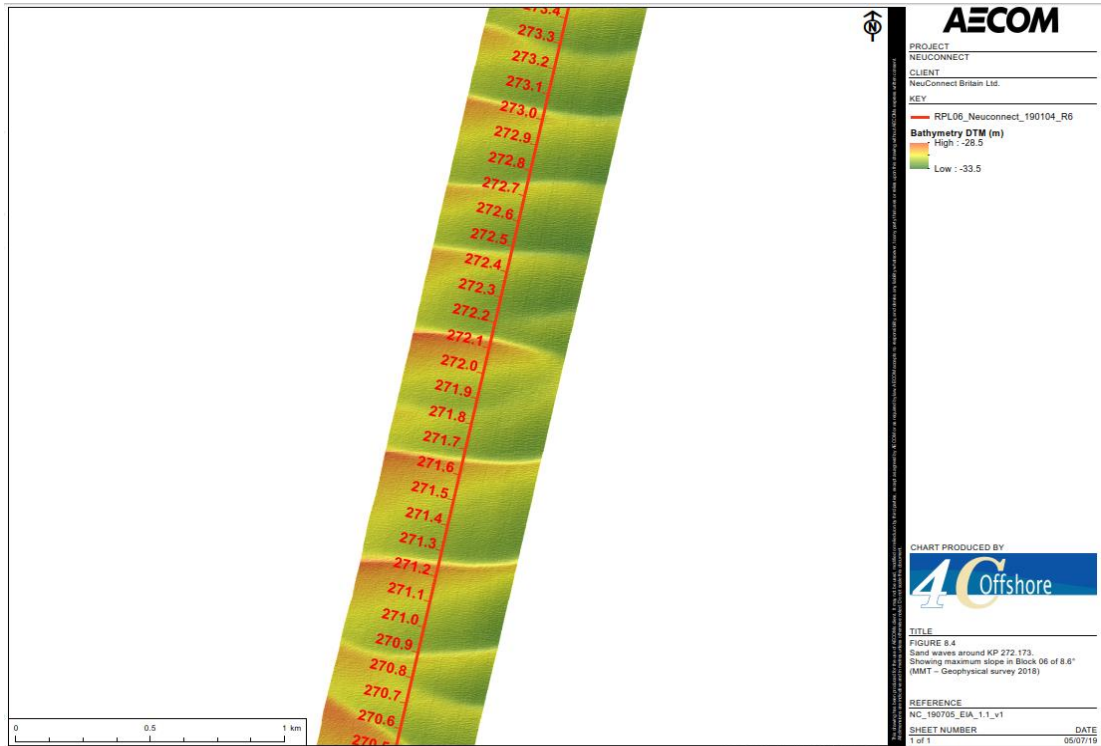 273.4
273.3
273.2
273.1
273.0
272.9
272.8
272.7
272.6
272.5
272.4
272.3
272.2
272.1
272.0
271.9
271.8
271.7
271.6
271.5
271.4
271.3
271.2
271.1
271.0
270.9
270.8
270.7
270.6
270.5
0
0.5
1 km
N
AECOM
PROJECT
NEUCONNECT
CLIENT
NeuConnect Britain Ltd.
KEY
RPL06_Neuconnect_190104_R6
Bathymetry DTM (m)
High : -28.5
Low : -33.5
CHART PRODUCED BY
4C Offshore
TITLE
FIGURE 8.4
Sand waves around KP 272.173.
Showing maximum slope in Block 06 of 8.6°
(MMT – Geophysical survey 2018)
REFERENCE
NC_190705_EIA_1.1_v1
SHEET NUMBER DATE
1 of 1 05/07/19